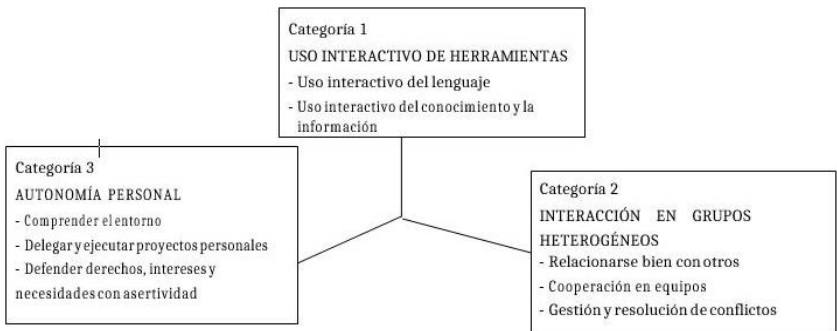 Categoría 1
USO INTERACTIVO DE HERRAMIENTAS
- Uso interactivo del lenguaje
- Uso interactivo del conocimiento y la
información
Categoría 3
AUTONOMÍA PERSONAL
- Comprender el entorno
- Delegar y ejecutar proyectos personales
- Defender derechos, intereses y
necesidades con asertividad
Categoría 2
INTERACCIÓN EN GRUPOS
HETEROGÉNEOS
- Relacionarse bien con otros
- Cooperación en equipos
- Gestión y resolución de conflictos